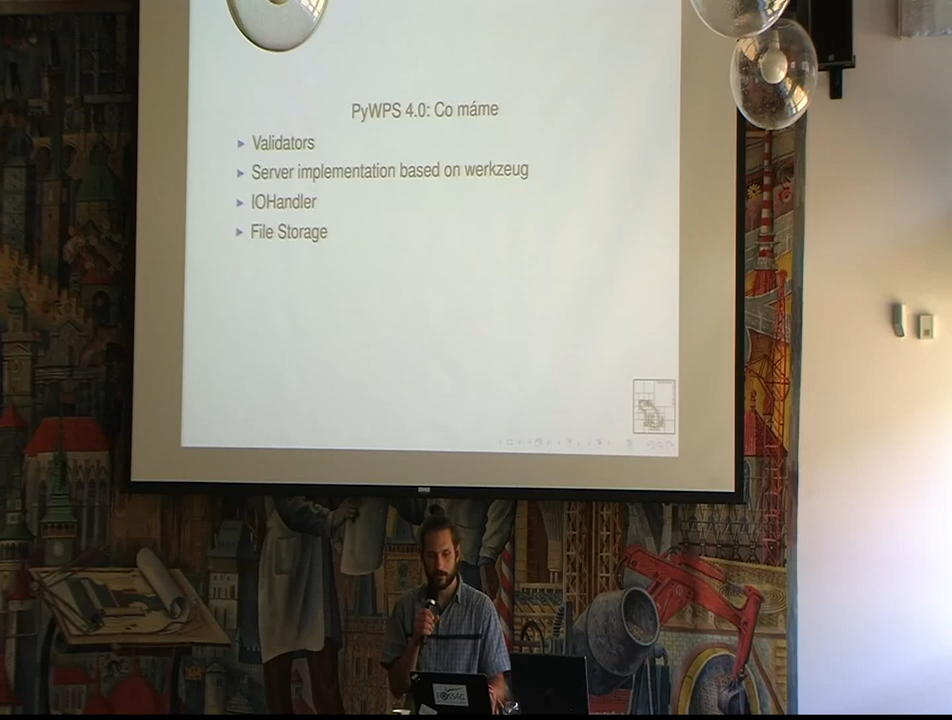 PyWPS 4.0: Co máme
Validators
Server implementation based on werkzeug
IOHandler
File Storage